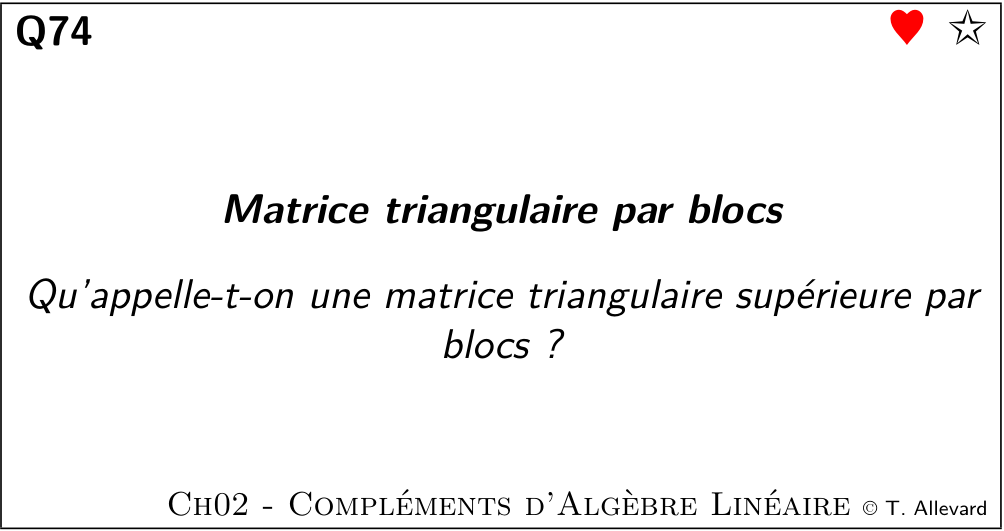 Q74
Matrice triangulaire par blocs
Qu'appelle-t-on une matrice triangulaire supérieure par
blocs ?
Ch02 - Compléments d'Algèbre Linéaire © T. Allevard